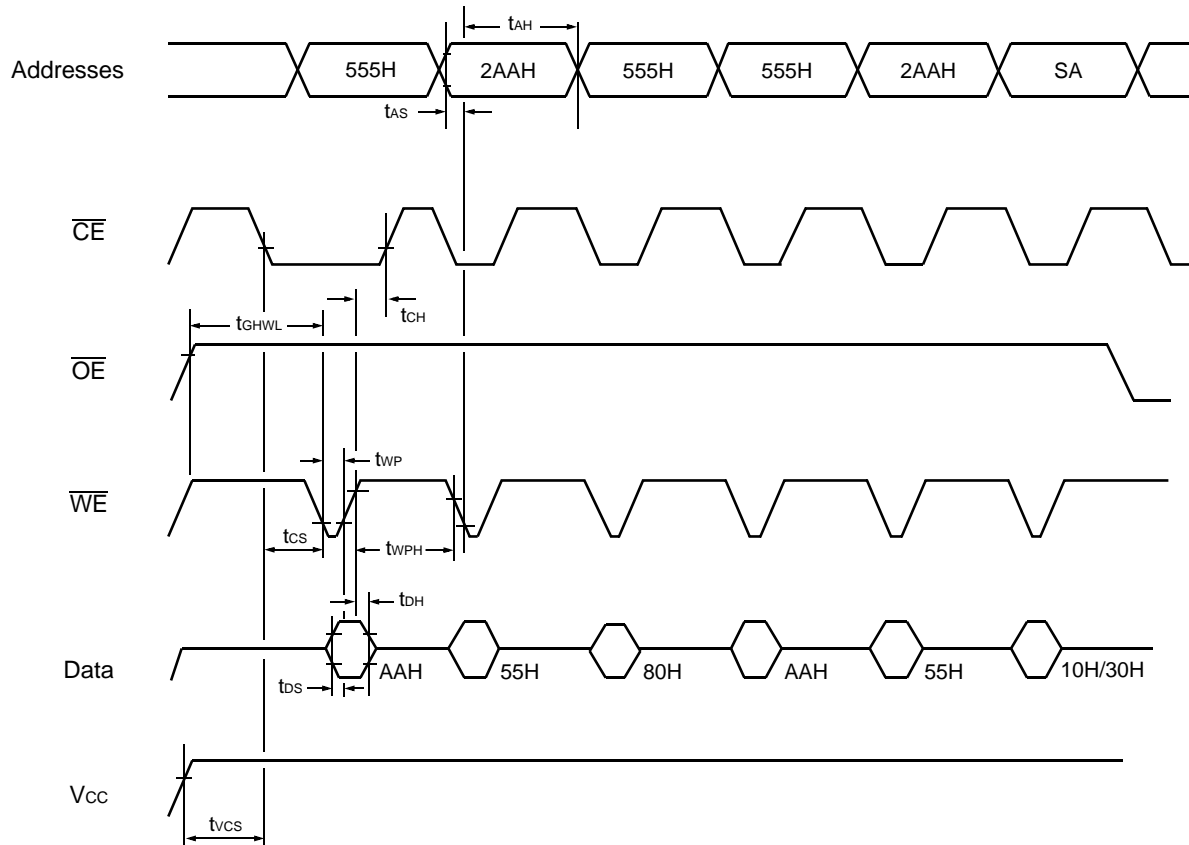 tAH
Addresses 555H 2AAH 555H 555H 2AAH SA
tAS
CE
tCH
tGHWL
OE
tWP
WE
tCS tWPH
tDH
Data AAH 55H 80H AAH 55H 10H/30H
tDS
VCC
tVCS